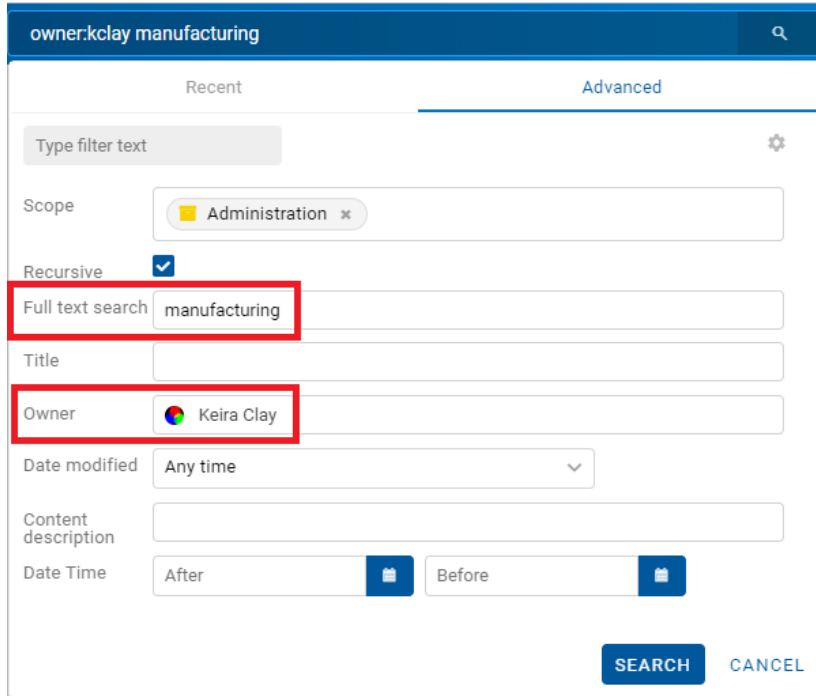 owner:kclay manufacturing
Recent Advanced
Type filter text
Scope Administration ×
Recursive
Full text search manufacturing
Title
Owner Keira Clay
Date modified Any time
Content
description
Date Time After Before
SEARCH CANCEL